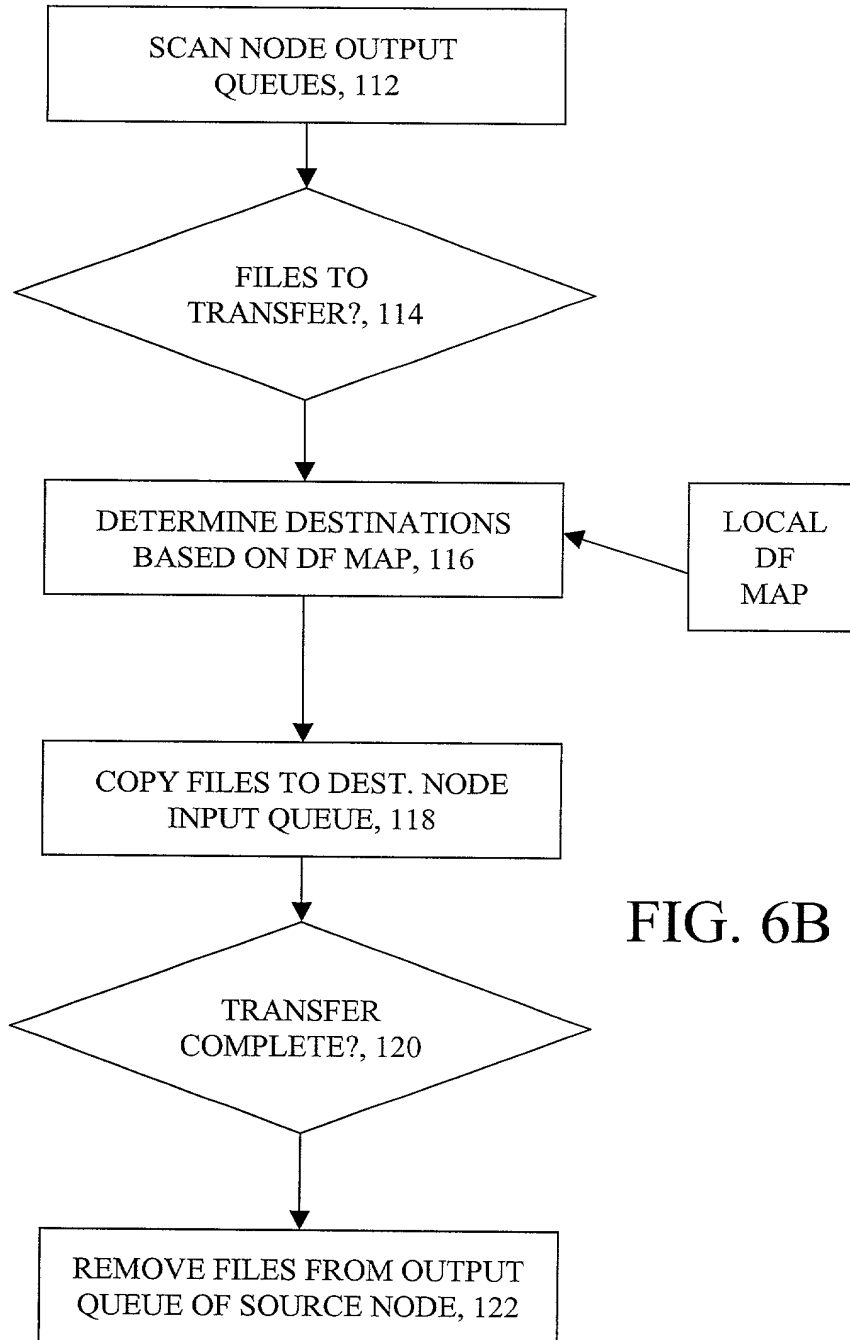 SCAN NODE OUTPUT
QUEUES, 112
FILES TO
TRANSFER?, 114
DETERMINE DESTINATIONS
BASED ON DF MAP, 116
LOCAL
DF
MAP
COPY FILES TO DEST. NODE
INPUT QUEUE, 118
FIG. 6B
TRANSFER
COMPLETE?, 120
REMOVE FILES FROM OUTPUT
QUEUE OF SOURCE NODE, 122